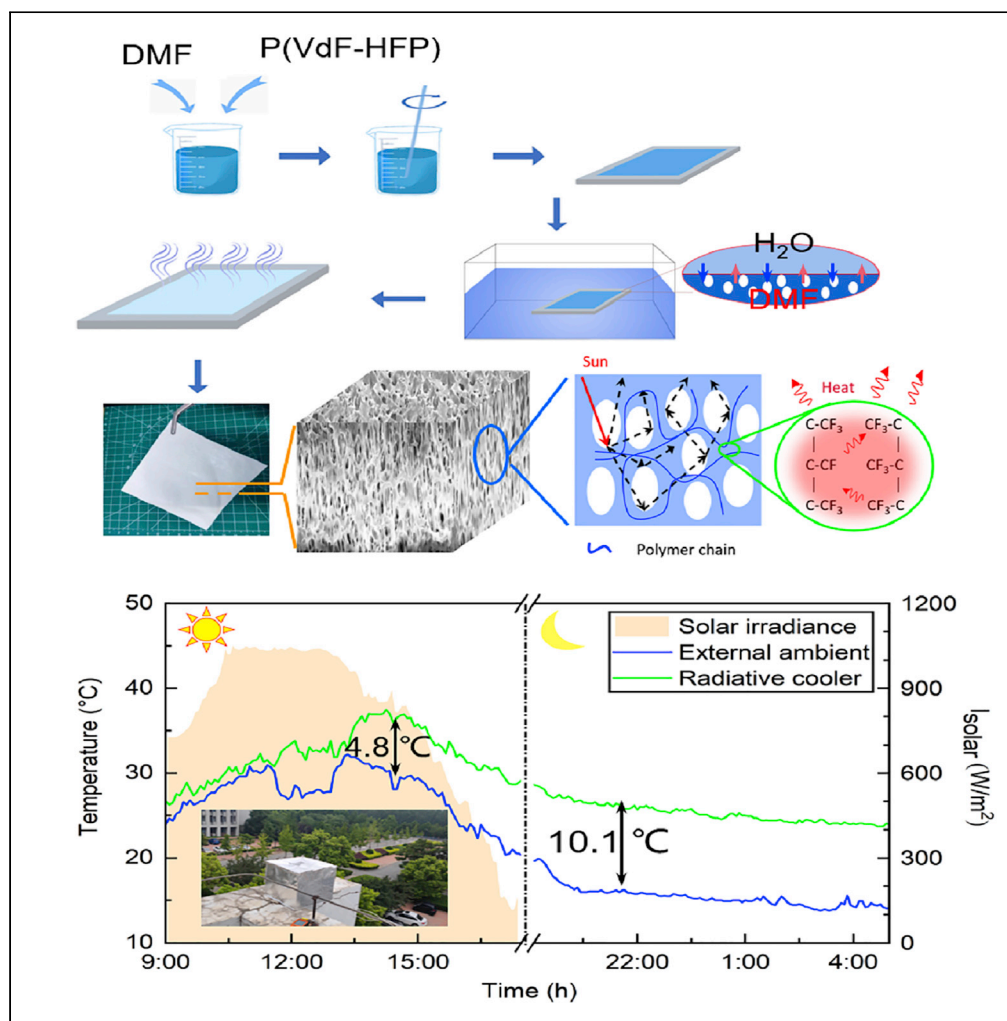 DMF
P(VdF-HFP)
H₂O
DMF
Sun
Heat
C-CF₃ CF₃-C
C-CF CF₃-C
C-CF₃ CF₃-C
Polymer chain
50
40
30
20
10
Temperature (°C)
1200
900
600
300
0
Isolar (W/m²)
Solar irradiance
External ambient
Radiative cooler
4.8 ℃
10.1 ℃
9:00 12:00 15:00 22:00 1:00 4:00
Time (h)